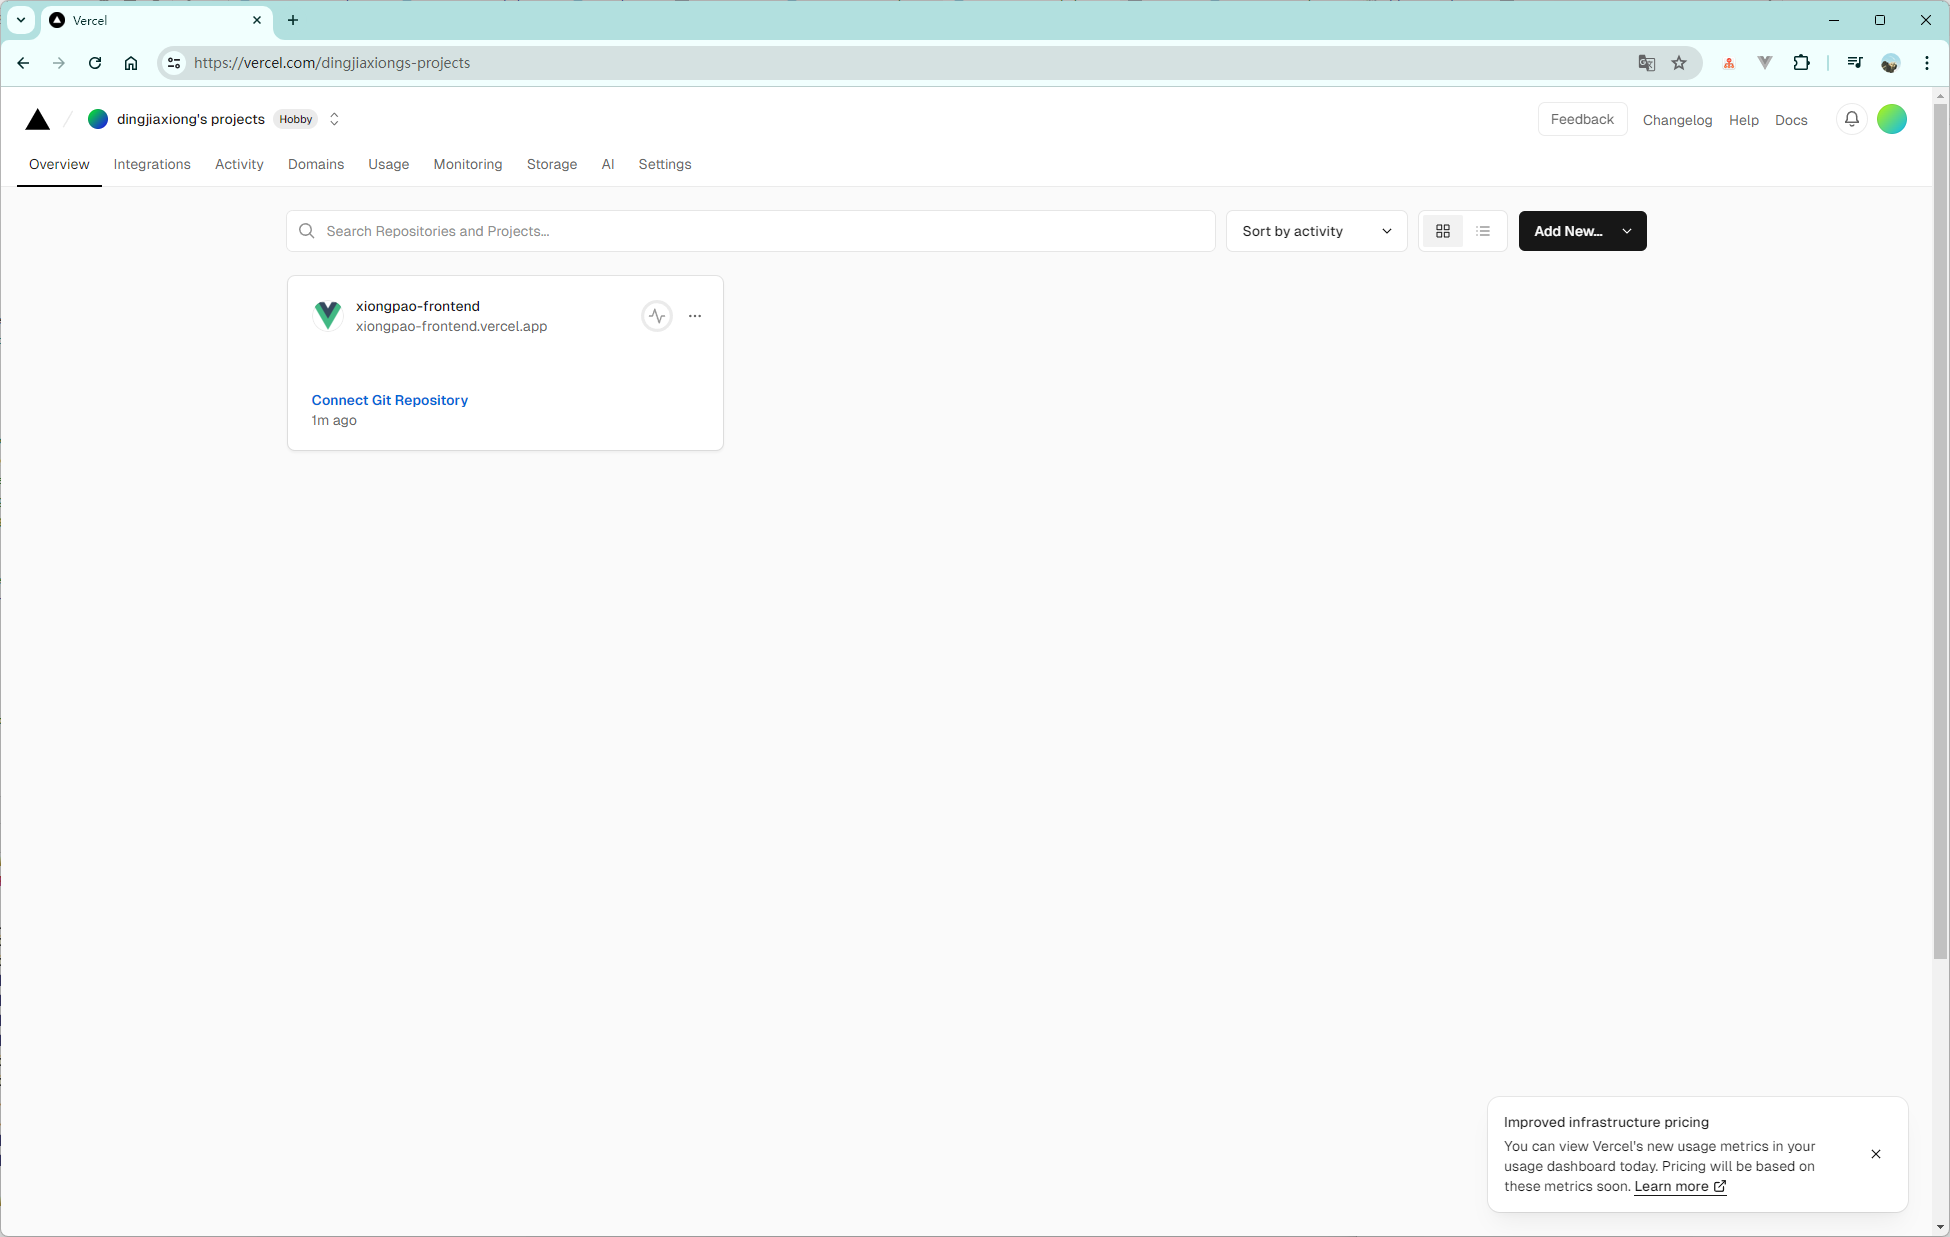 Vercel
https://vercel.com/dingjiaxiongs-projects
dingjiaxiong's projects
Hobby
Feedback
Changelog
Help
Docs
Overview
Integrations
Activity
Domains
Usage
Monitoring
Storage
AI
Settings
Search Repositories and Projects...
Sort by activity
Add New...
xiongpao-frontend
xiongpao-frontend.vercel.app
Connect Git Repository
1m ago
Improved infrastructure pricing
You can view Vercel's new usage metrics in your
usage dashboard today. Pricing will be based on
these metrics soon. Learn more